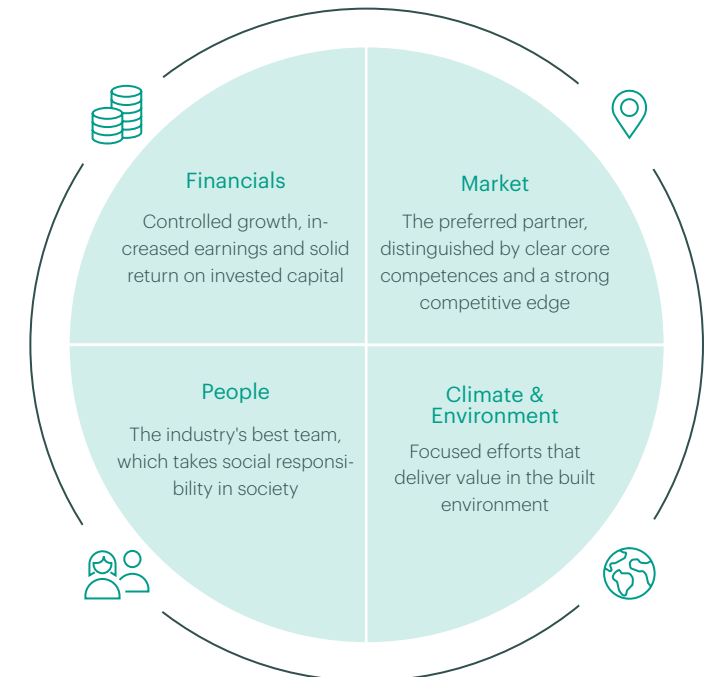 Financials
Controlled growth, in-
creased earnings and solid
return on invested capital
Market
The preferred partner,
distinguished by clear core
competences and a strong
competitive edge
People
The industry's best team,
which takes social responsi-
bility in society
Climate &
Environment
Focused efforts that
deliver value in the built
environment